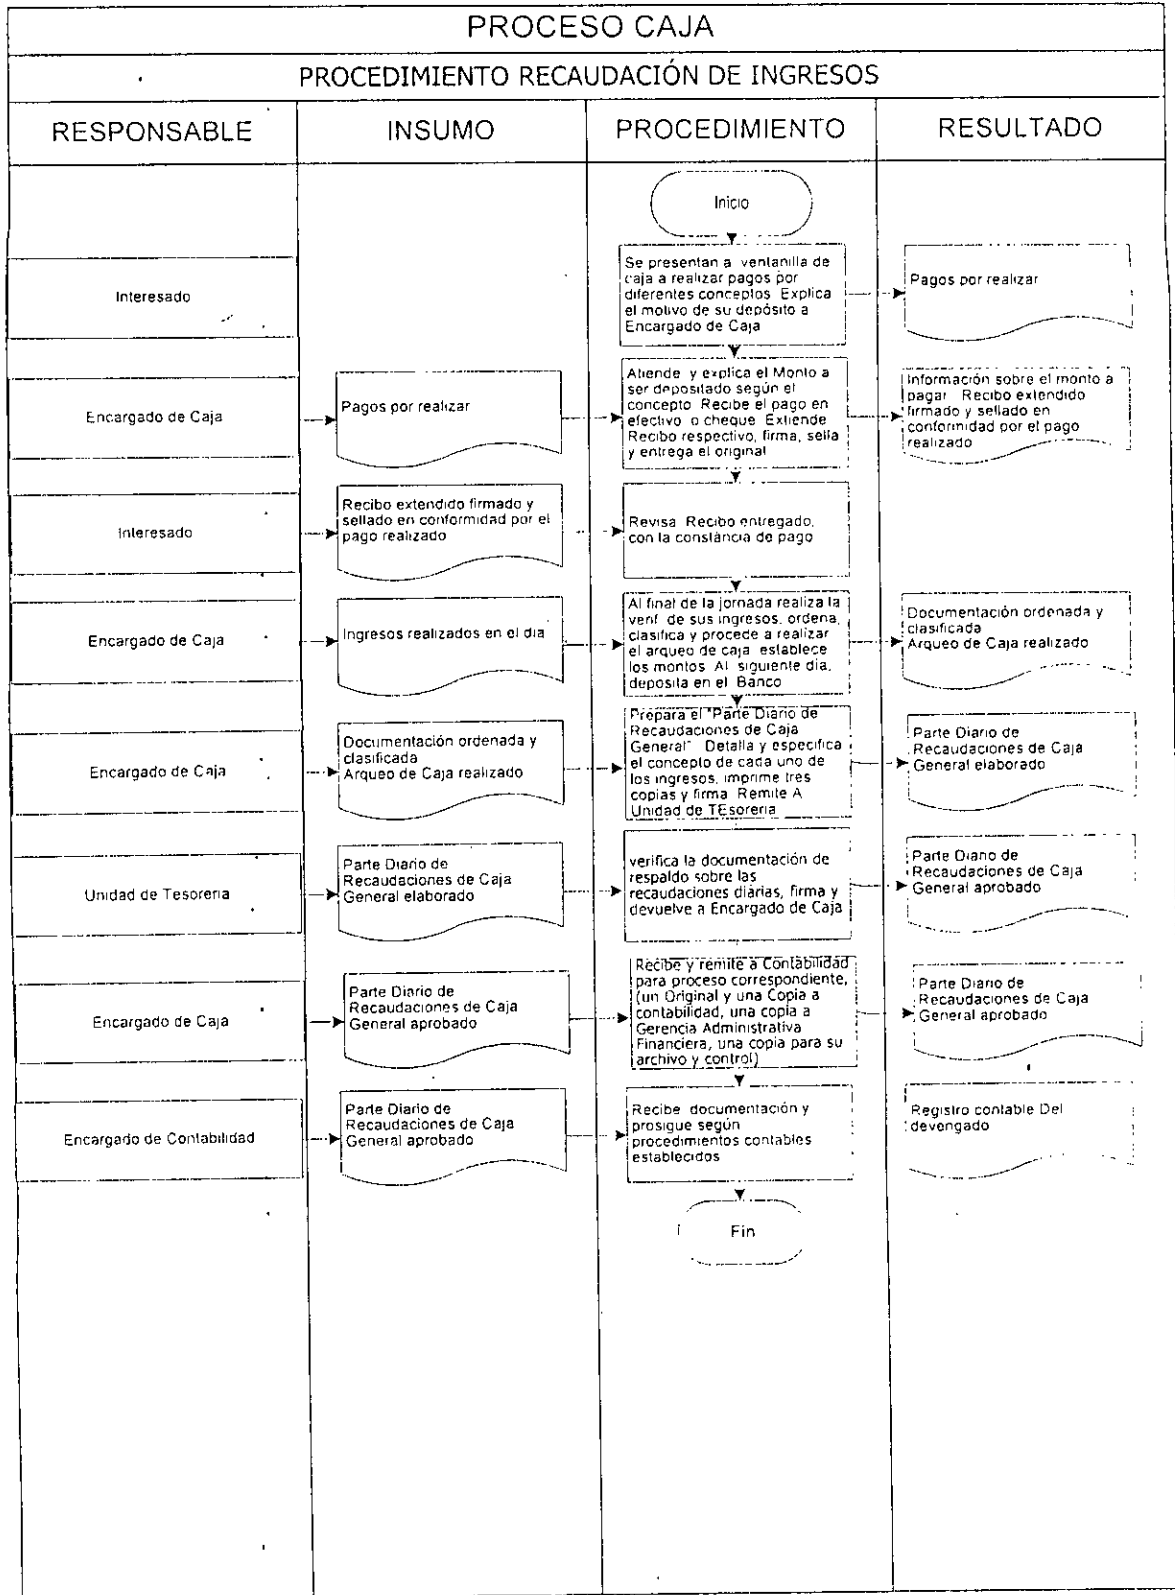 PROCESO CAJA
PROCEDIMIENTO RECAUDACIÓN DE INGRESOS
RESPONSABLE
INSUMO
PROCEDIMIENTO
RESULTADO
Inicio
Interesado
Se presentan a ventanilla de
caja a realizar pagos por
diferentes conceptos Explica
el motivo de su depósito a
Encargado de Caja
Pagos por realizar
Encargado de Caja
Pagos por realizar
Atiende y explica el Monto a
ser depositado según el
concepto Recibe el pago en
efectivo o cheque Extiende
Recibo respectivo, firma, sella
y entrega el original
Información sobre el monto a
pagar Recibo extendido
firmado y sellado en
conformidad por el pago
realizado
Interesado
Recibo extendido firmado y
sellado en conformidad por el
pago realizado
Revisa Recibo entregado,
con la constancia de pago
Encargado de Caja
Ingresos realizados en el dia
Al final de la jornada realiza la
verif. de sus ingresos, ordena,
clasifica y procede a realizar
el arqueo de caja establece
los montos Al siguiente dia,
deposita en el Banco
Documentación ordenada y
clasificada
Arqueo de Caja realizado
Encargado de Caja
Documentación ordenada y
clasificada
Arqueo de Caja realizado
Prepara el "Parte Diario de
Recaudaciones de Caja
General" Detalla y especifica
el concepto de cada uno de
los ingresos, imprime tres
copias y firma Remite A
Unidad de TEsoreria
Parte Diario de
Recaudaciones de Caja
General elaborado
Unidad de Tesoreria
Parte Diario de
Recaudaciones de Caja
General elaborado
verifica la documentación de
respaldo sobre las
recaudaciones diárias, firma y
devuelve a Encargado de Caja
Parte Diario de
Recaudaciones de Caja
General aprobado
Encargado de Caja
Parte Diario de
Recaudaciones de Caja
General aprobado
Recibe y remite a Contabilidad
para proceso correspondiente,
(un Original y una Copia a
contabilidad, una copia a
Gerencia Administrativa
Financiera, una copia para su
archivo y control)
Parte Diario de
Recaudaciones de Caja
General aprobado
Encargado de Contabilidad
Parte Diario de
Recaudaciones de Caja
General aprobado
Recibe documentación y
prosigue según
procedimientos contables
establecidos
Registro contable Del
devengado
Fin